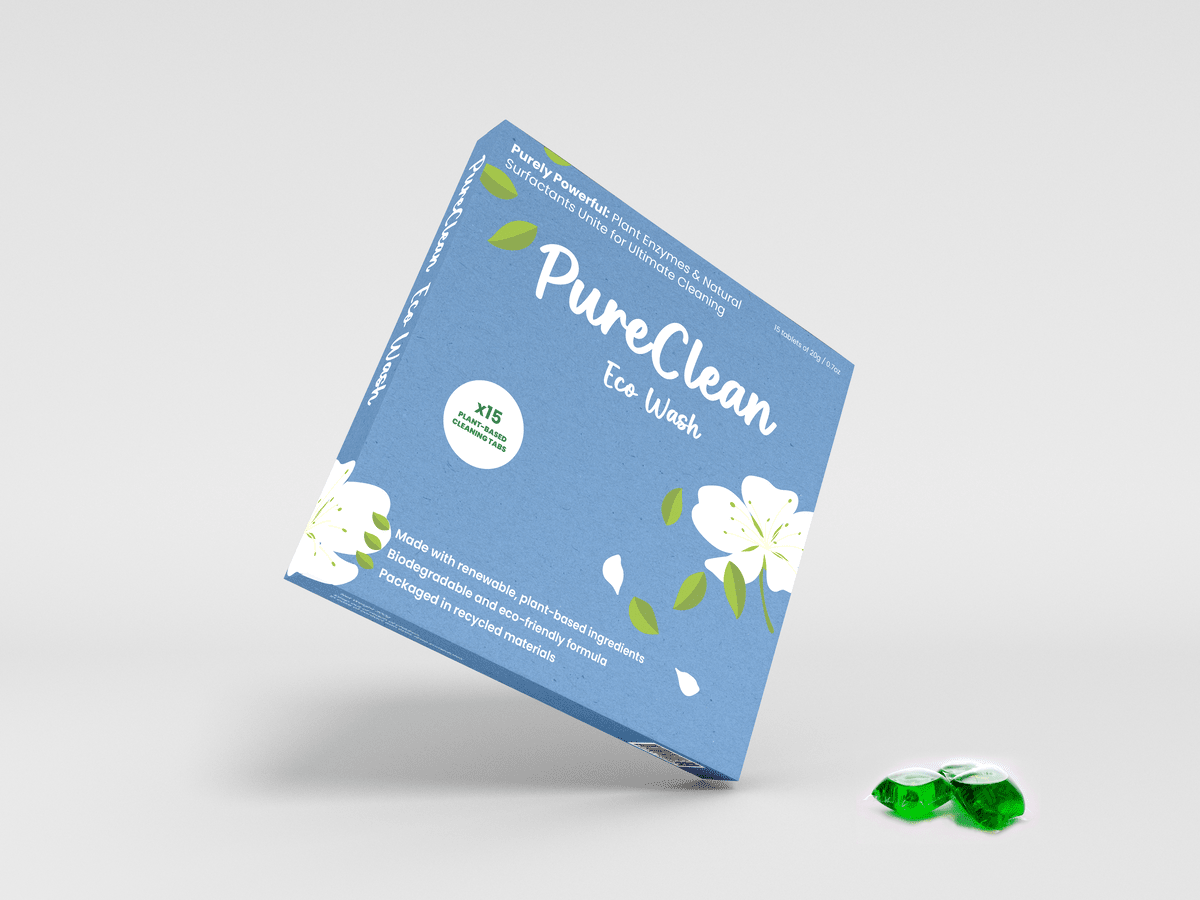 Purely Powerful: Plant Enzymes & Natural
Surfactants Unite for Ultimate Cleaning
15 tablets of 20g / 0.7oz
PureClean
Eco Wash
PureClean Eco Wash
x15
PLANT-BASED
CLEANING TABS
Made with renewable, plant-based ingredients
Biodegradable and eco-friendly formula
Packaged in recycled materials